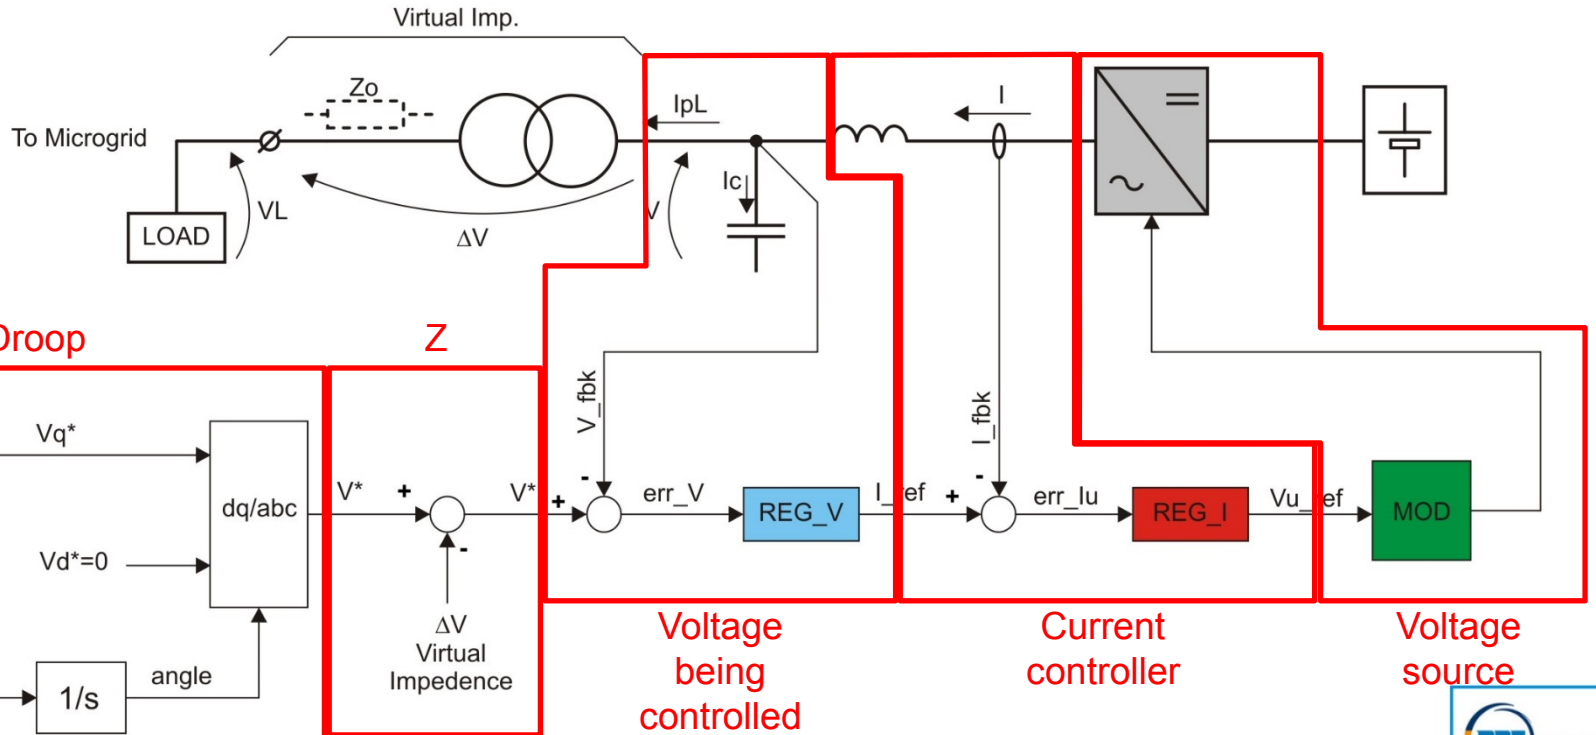 Virtual Imp.
Zo
IpL
I
To Microgrid
Ic
VL
V
LOAD
ΔV
Droop
Z
V_fbk
I_fbk
Vq*
dq/abc
V*
+
-
V*
+
-
err_V
REG_V
I_ref
+
-
err_Iu
REG_I
Vu_ref
MOD
Vd*=0
ΔV
Virtual
Impedence
angle
1/s
Voltage
being
controlled
Current
controller
Voltage
source